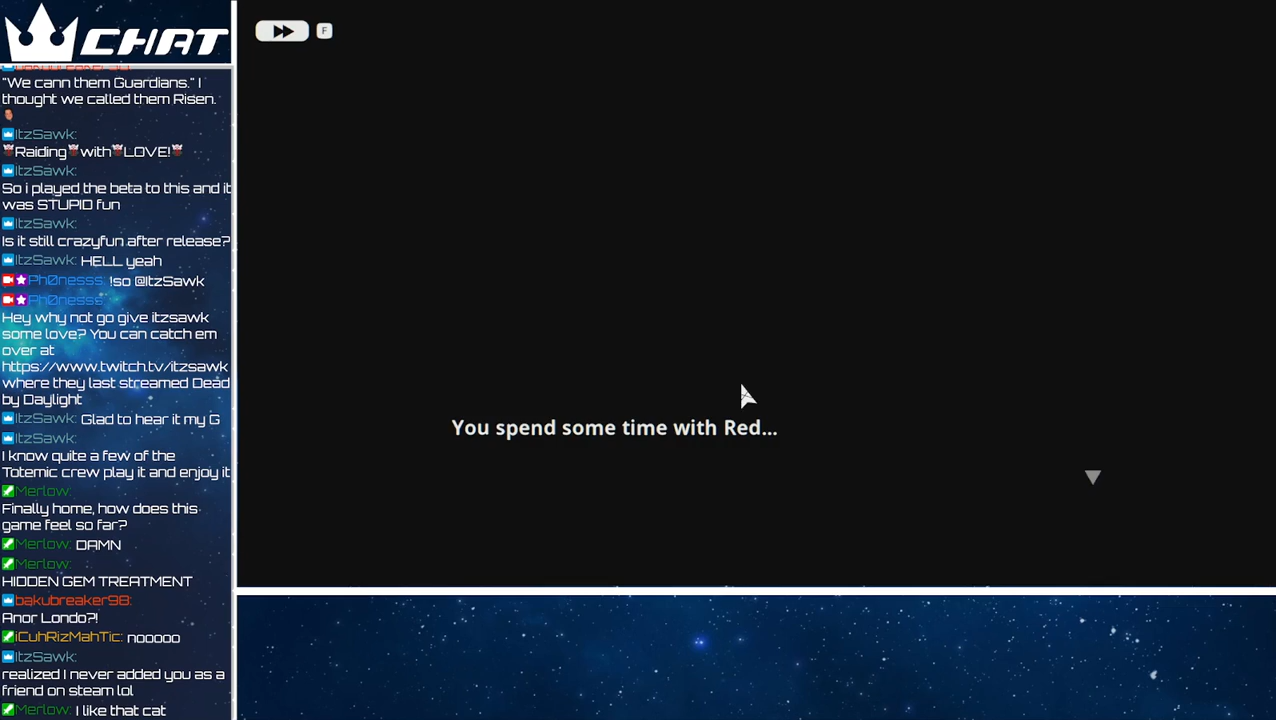 CHAT
F
"We cann them Guardians." I
thought we called them Risen.
ItzSawk:
Raiding with LOVE!
ItzSawk:
So i played the beta to this and it
was STUPID fun
ItzSawk:
Is it still crazyfun after release?
ItzSawk: HELL yeah
Ph0nesss: !so @ItzSawk
Ph0nesss:
Hey why not go give itzsawk
some love? You can catch em
over at
https://www.twitch.tv/itzsawk
where they last streamed Dead
by Daylight
ItzSawk: Glad to hear it my G
ItzSawk:
I know quite a few of the
Totemic crew play it and enjoy it
Merlow:
Finally home, how does this
game feel so far?
Merlow: DAMN
Merlow:
HIDDEN GEM TREATMENT
bakubreaker98:
Anor Londo?!
iCuhRizMahTic: nooooo
ItzSawk:
realized I never added you as a
friend on steam lol
Merlow: I like that cat
You spend some time with Red...